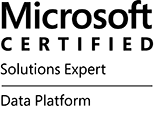 Microsoft
CERTIFIED
Solutions Expert
Data Platform